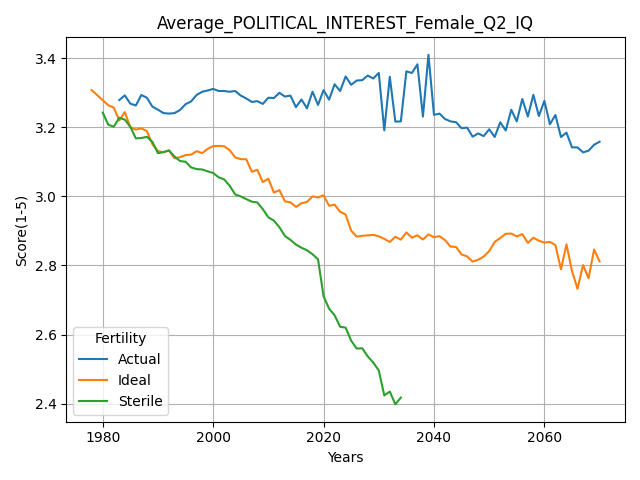 Average_POLITICAL_INTEREST_Female_Q2_IQ
Score(1-5)
3.4
3.2
3.0
2.8
2.6
2.4
Fertility
Actual
Ideal
Sterile
1980 2000 2020 2040 2060
Years